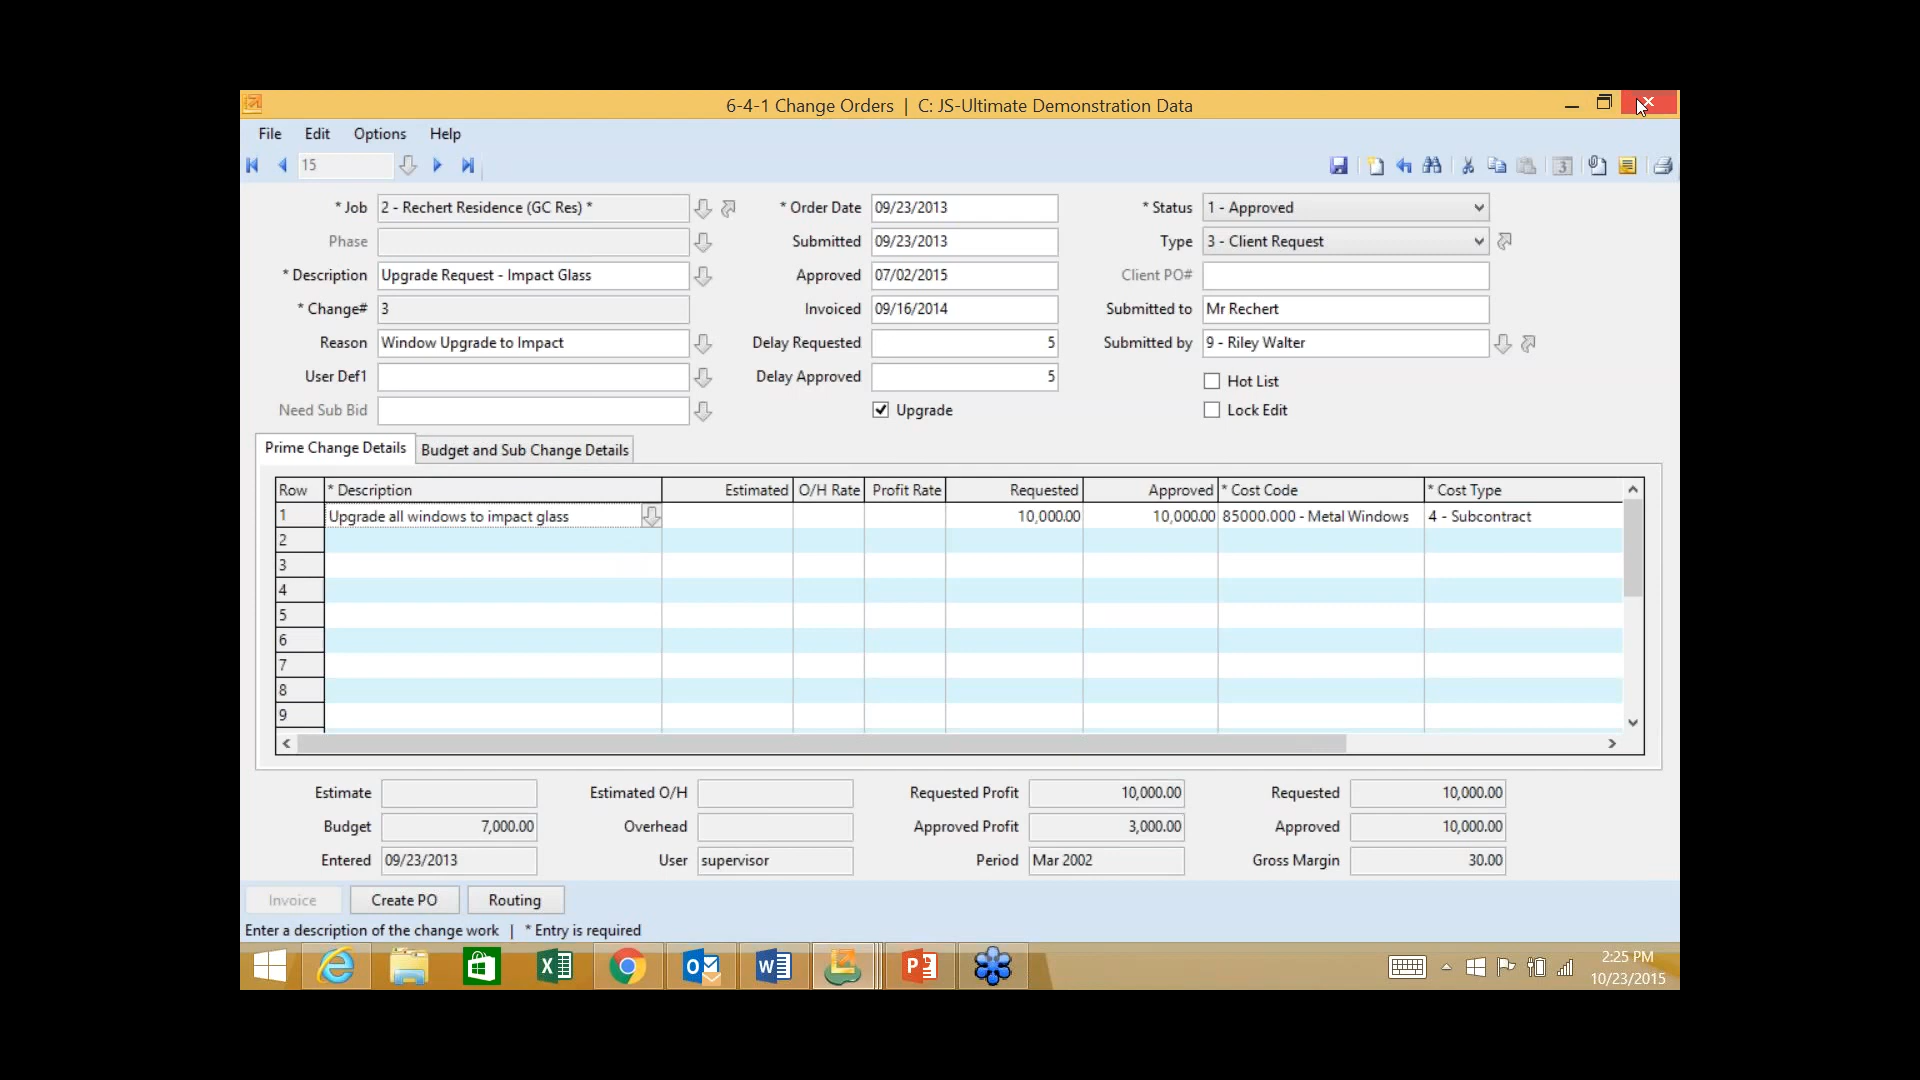 6-4-1 Change Orders | C: JS-Ultimate Demonstration Data
File Edit Options Help
15
3
* Job 2 - Rechert Residence (GC Res) * * Order Date 09/23/2013 * Status 1 - Approved
Phase Submitted 09/23/2013 Type 3 - Client Request
* Description Upgrade Request - Impact Glass Approved 07/02/2015 Client PO#
* Change# 3 Invoiced 09/16/2014 Submitted to Mr Rechert
Reason Window Upgrade to Impact Delay Requested 5 Submitted by 9 - Riley Walter
User Def1 Delay Approved 5 Hot List
Need Sub Bid Upgrade Lock Edit
Prime Change Details Budget and Sub Change Details
Row * Description Estimated O/H Rate Profit Rate Requested Approved * Cost Code * Cost Type
1 Upgrade all windows to impact glass 10,000.00 10,000.00 85000.000 - Metal Windows 4 - Subcontract
2
3
4
5
6
7
8
9
Estimate Estimated O/H Requested Profit 10,000.00 Requested 10,000.00
Budget 7,000.00 Overhead Approved Profit 3,000.00 Approved 10,000.00
Entered 09/23/2013 User supervisor Period Mar 2002 Gross Margin 30.00
Invoice Create PO Routing
Enter a description of the change work | * Entry is required
2:25 PM
10/23/2015